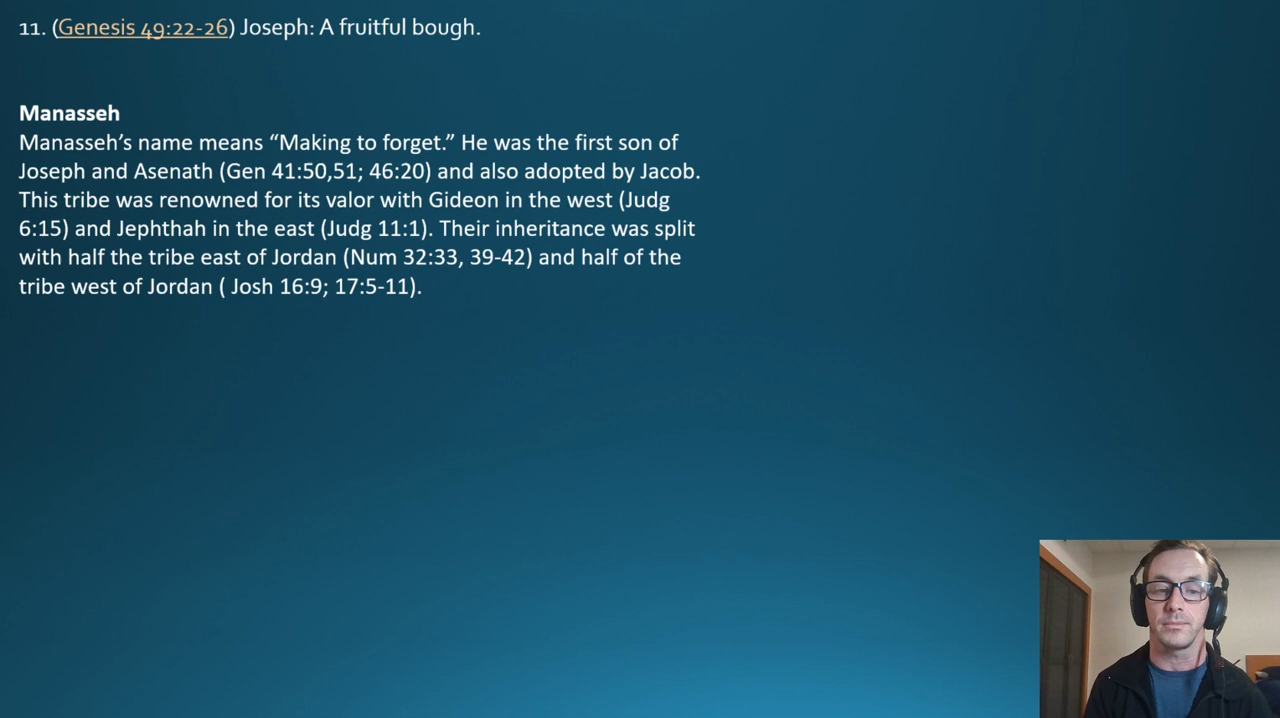 11. (Genesis 49:22-26) Joseph: A fruitful bough.
Manasseh
Manasseh’s name means “Making to forget.” He was the first son of
Joseph and Asenath (Gen 41:50,51; 46:20) and also adopted by Jacob.
This tribe was renowned for its valor with Gideon in the west (Judg
6:15) and Jephthah in the east (Judg 11:1). Their inheritance was split
with half the tribe east of Jordan (Num 32:33, 39-42) and half of the
tribe west of Jordan ( Josh 16:9; 17:5-11).